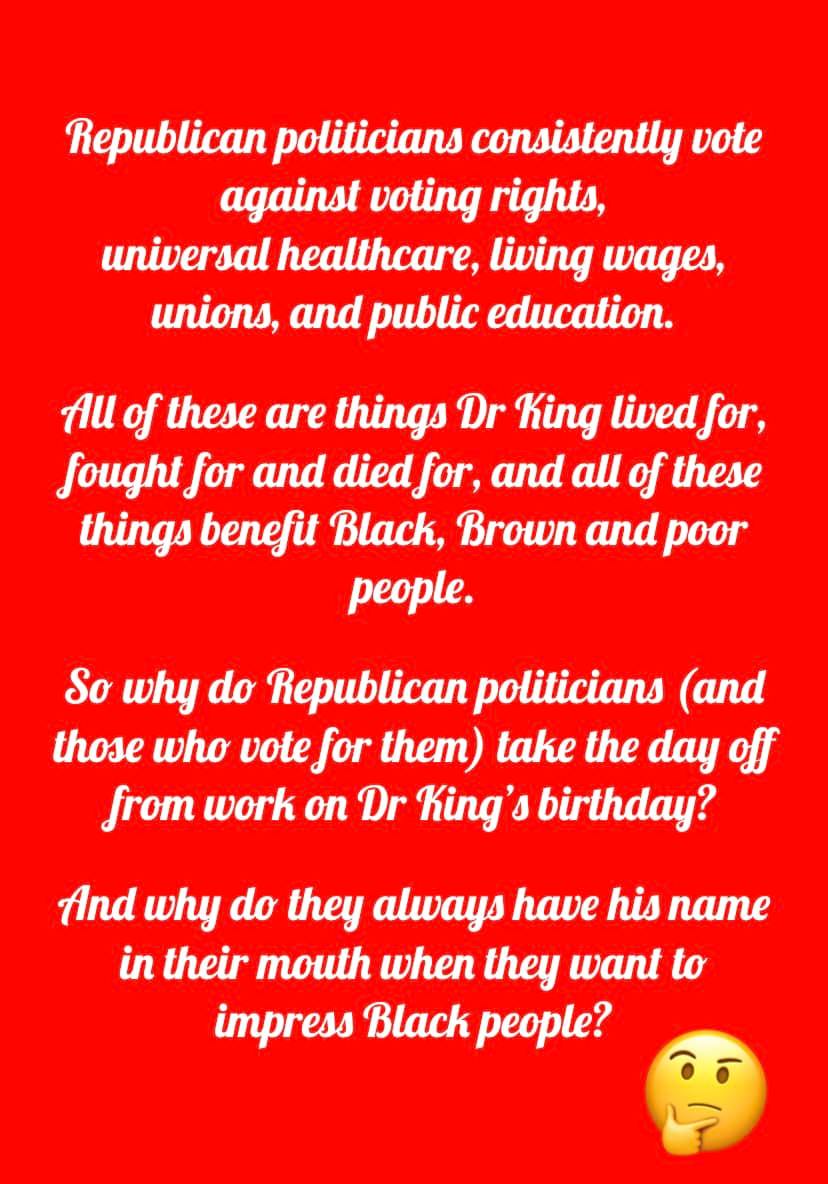 Republican politicians consistently vote
against voting rights,
universal healthcare, living wages,
unions, and public education.
All of these are things Dr King lived for,
fought for and died for, and all of these
things benefit Black, Brown and poor
people.
So why do Republican politicians (and
those who vote for them) take the day off
from work on Dr King’s birthday?
And why do they always have his name
in their mouth when they want to
impress Black people?